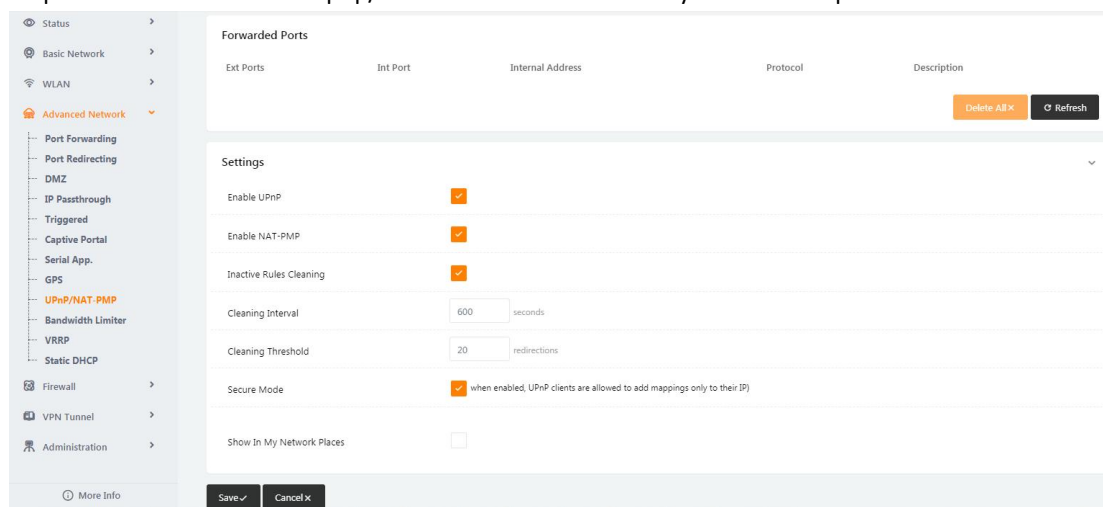 Status
Basic Network
WLAN
Advanced Network
Port Forwarding
Port Redirecting
DMZ
IP Passthrough
Triggered
Captive Portal
Serial App.
GPS
UPnP/NAT-PMP
Bandwidth Limiter
VRRP
Static DHCP
Firewall
VPN Tunnel
Administration
More Info
Forwarded Ports
Ext Ports Int Port Internal Address Protocol Description
Delete All Refresh
Settings
Enable UPnP
Enable NAT-PMP
Inactive Rules Cleaning
Cleaning Interval 600 seconds
Cleaning Threshold 20 redirections
Secure Mode when enabled, UPnP clients are allowed to add mappings only to their IP)
Show In My Network Places
Save Cancel